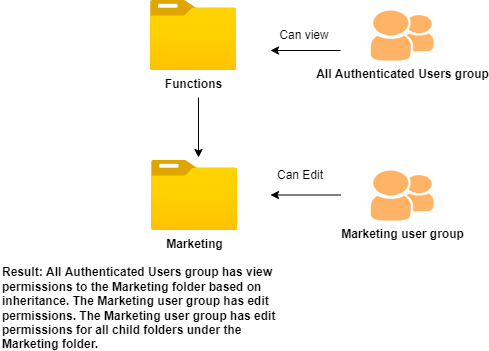 Can view
Functions
All Authenticated Users group
Can Edit
Marketing
Marketing user group
Result: All Authenticated Users group has view
permissions to the Marketing folder based on
inheritance. The Marketing user group has edit
permissions. The Marketing user group has edit
permissions for all child folders under the
Marketing folder.